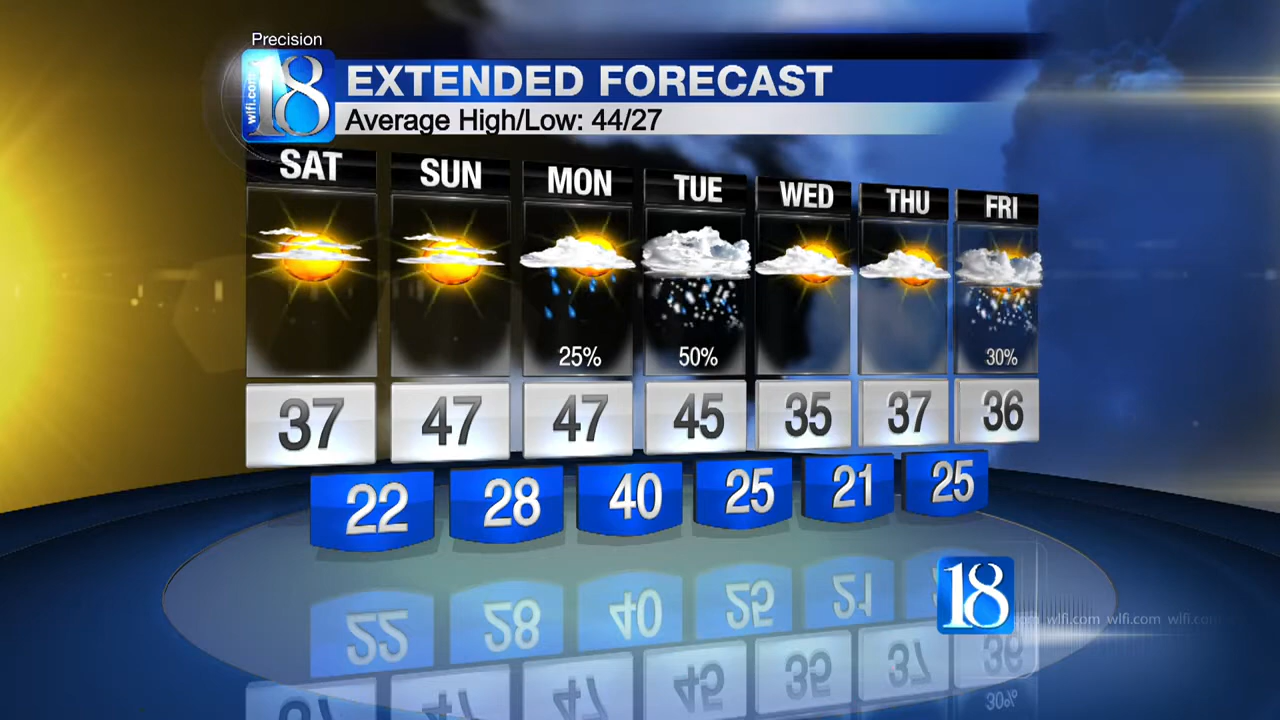 Precision
wlfi.com
18
EXTENDED FORECAST
Average High/Low: 44/27
SAT SUN MON TUE WED THU FRI
25% 50% 30%
37 47 47 45 35 37 36
22 28 40 25 21 25
18
wlfi.com wlfi.com